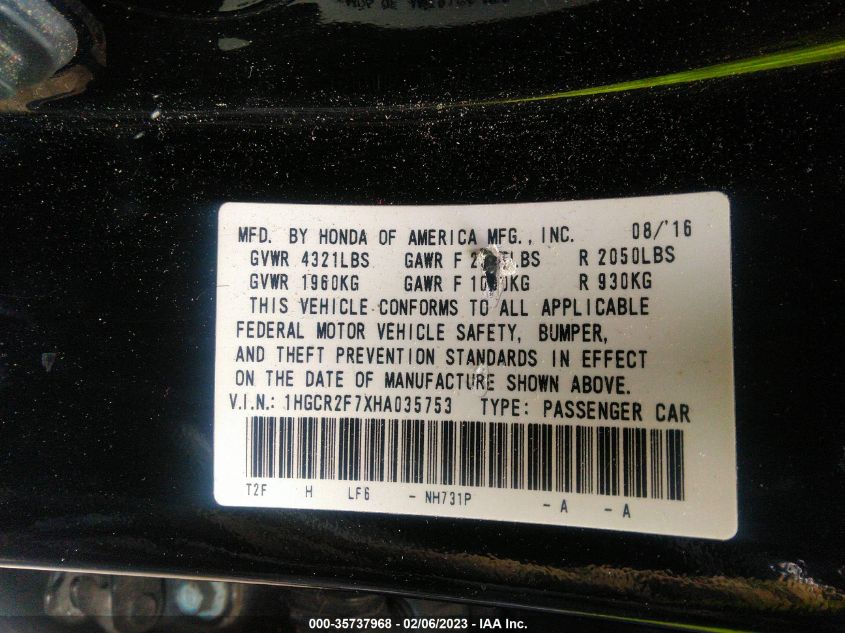 MFD. BY HONDA OF AMERICA MFG., INC. 08/'16
GVWR 4321LBS GAWR F R 2050LBS
GVWR 1960KG GAWR F R 930KG
THIS VEHICLE CONFORMS TO ALL APPLICABLE
FEDERAL MOTOR VEHICLE SAFETY, BUMPER,
AND THEFT PREVENTION STANDARDS IN EFFECT
ON THE DATE OF MANUFACTURE SHOWN ABOVE.
V.I.N.: 1HGCR2F7XHA035753 TYPE: PASSENGER CAR
T2F H LF6 - NH731P - A - A
000-35737968 - 02/06/2023 - IAA Inc.